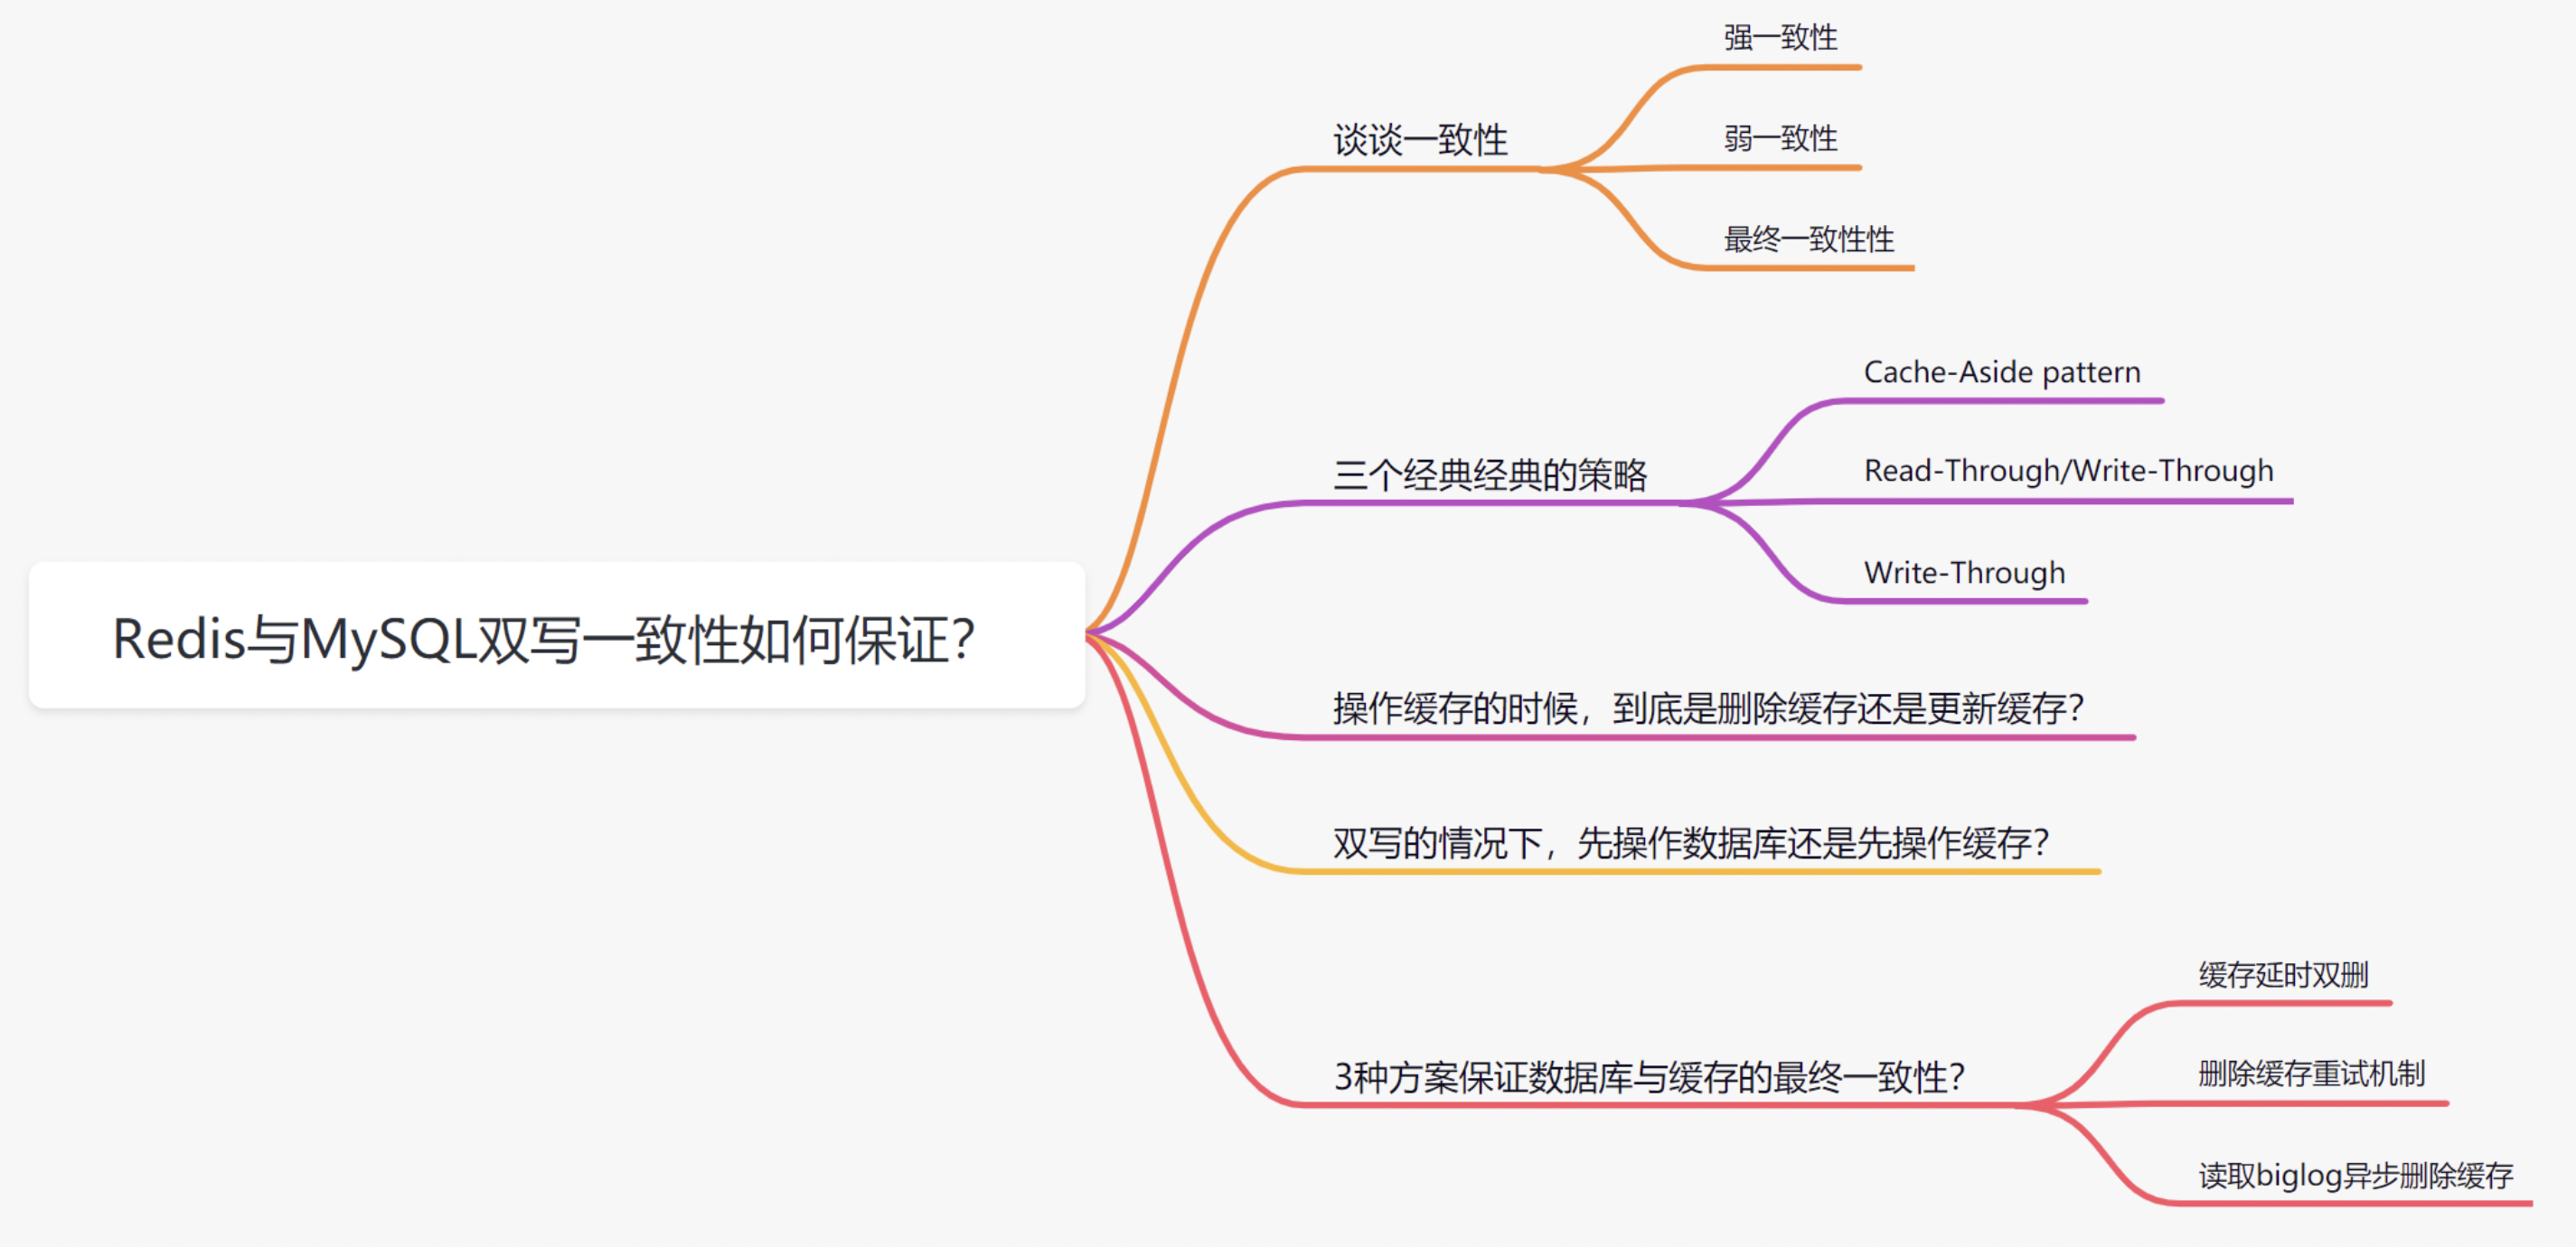 Redis与MySQL双写一致性如何保证?
谈谈一致性
强一致性
弱一致性
最终一致性性
三个经典经典的策略
Cache-Aside pattern
Read-Through/Write-Through
Write-Through
操作缓存的时候，到底是删除缓存还是更新缓存?
双写的情况下，先操作数据库还是先操作缓存?
3种方案保证数据库与缓存的最终一致性?
缓存延时双删
删除缓存重试机制
读取biglog异步删除缓存